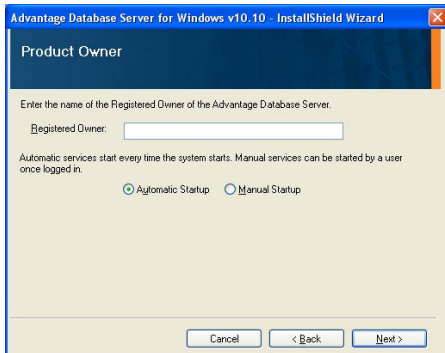 Advantage Database Server for Windows v10.10 - InstallShield Wizard
Product Owner
Enter the name of the Registered Owner of the Advantage Database Server.
Registered Owner:
Automatic services start every time the system starts. Manual services can be started by a user
once logged in.
Automatic Startup Manual Startup
Cancel < Back Next >